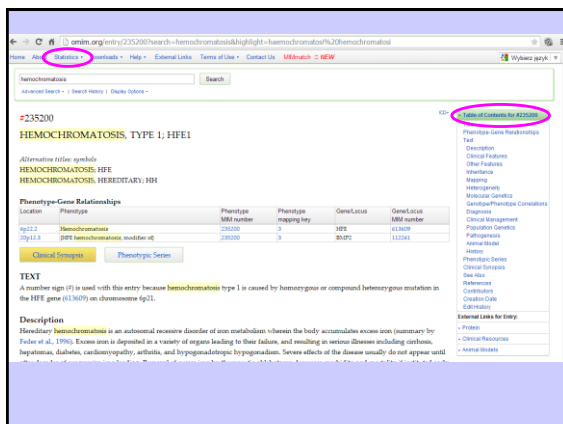 omim.org/entry/235200?search=hemochromatosis&highlight=haemochromatosi%20hemochromatosi
Home About Statistics Downloads Help External Links Terms of Use Contact Us MIMmatch NEW Wybierz język
hemochromatosis Search
Advanced Search Search History Display Options
#235200 ICD+
HEMOCHROMATOSIS, TYPE 1; HFE1
Alternative titles; symbols
HEMOCHROMATOSIS; HFE
HEMOCHROMATOSIS, HEREDITARY; HH
Phenotype-Gene Relationships
Location Phenotype Phenotype MIM number Phenotype mapping key Gene/Locus Gene/Locus MIM number
6p22.2 Hemochromatosis 235200 3 HFE 613609
20p12.3 {HFE hemochromatosis, modifier of} 235200 3 BMP2 112261
Clinical Synopsis Phenotypic Series
TEXT
A number sign (#) is used with this entry because hemochromatosis type 1 is caused by homozygous or compound heterozygous mutation in
the HFE gene (613609) on chromosome 6p21.
Description
Hereditary hemochromatosis is an autosomal recessive disorder of iron metabolism wherein the body accumulates excess iron (summary by
Feder et al., 1996). Excess iron is deposited in a variety of organs leading to their failure, and resulting in serious illnesses including cirrhosis,
hepatomas, diabetes, cardiomyopathy, arthritis, and hypogonadotropic hypogonadism. Severe effects of the disease usually do not appear until
Table of Contents for #235200
Phenotype-Gene Relationships
Text
Description
Clinical Features
Other Features
Inheritance
Mapping
Heterogeneity
Molecular Genetics
Genotype/Phenotype Correlations
Diagnosis
Clinical Management
Population Genetics
Pathogenesis
Animal Model
History
Phenotypic Series
Clinical Synopsis
See Also
References
Contributors
Creation Date
Edit History
External Links for Entry:
Protein
Clinical Resources
Animal Models